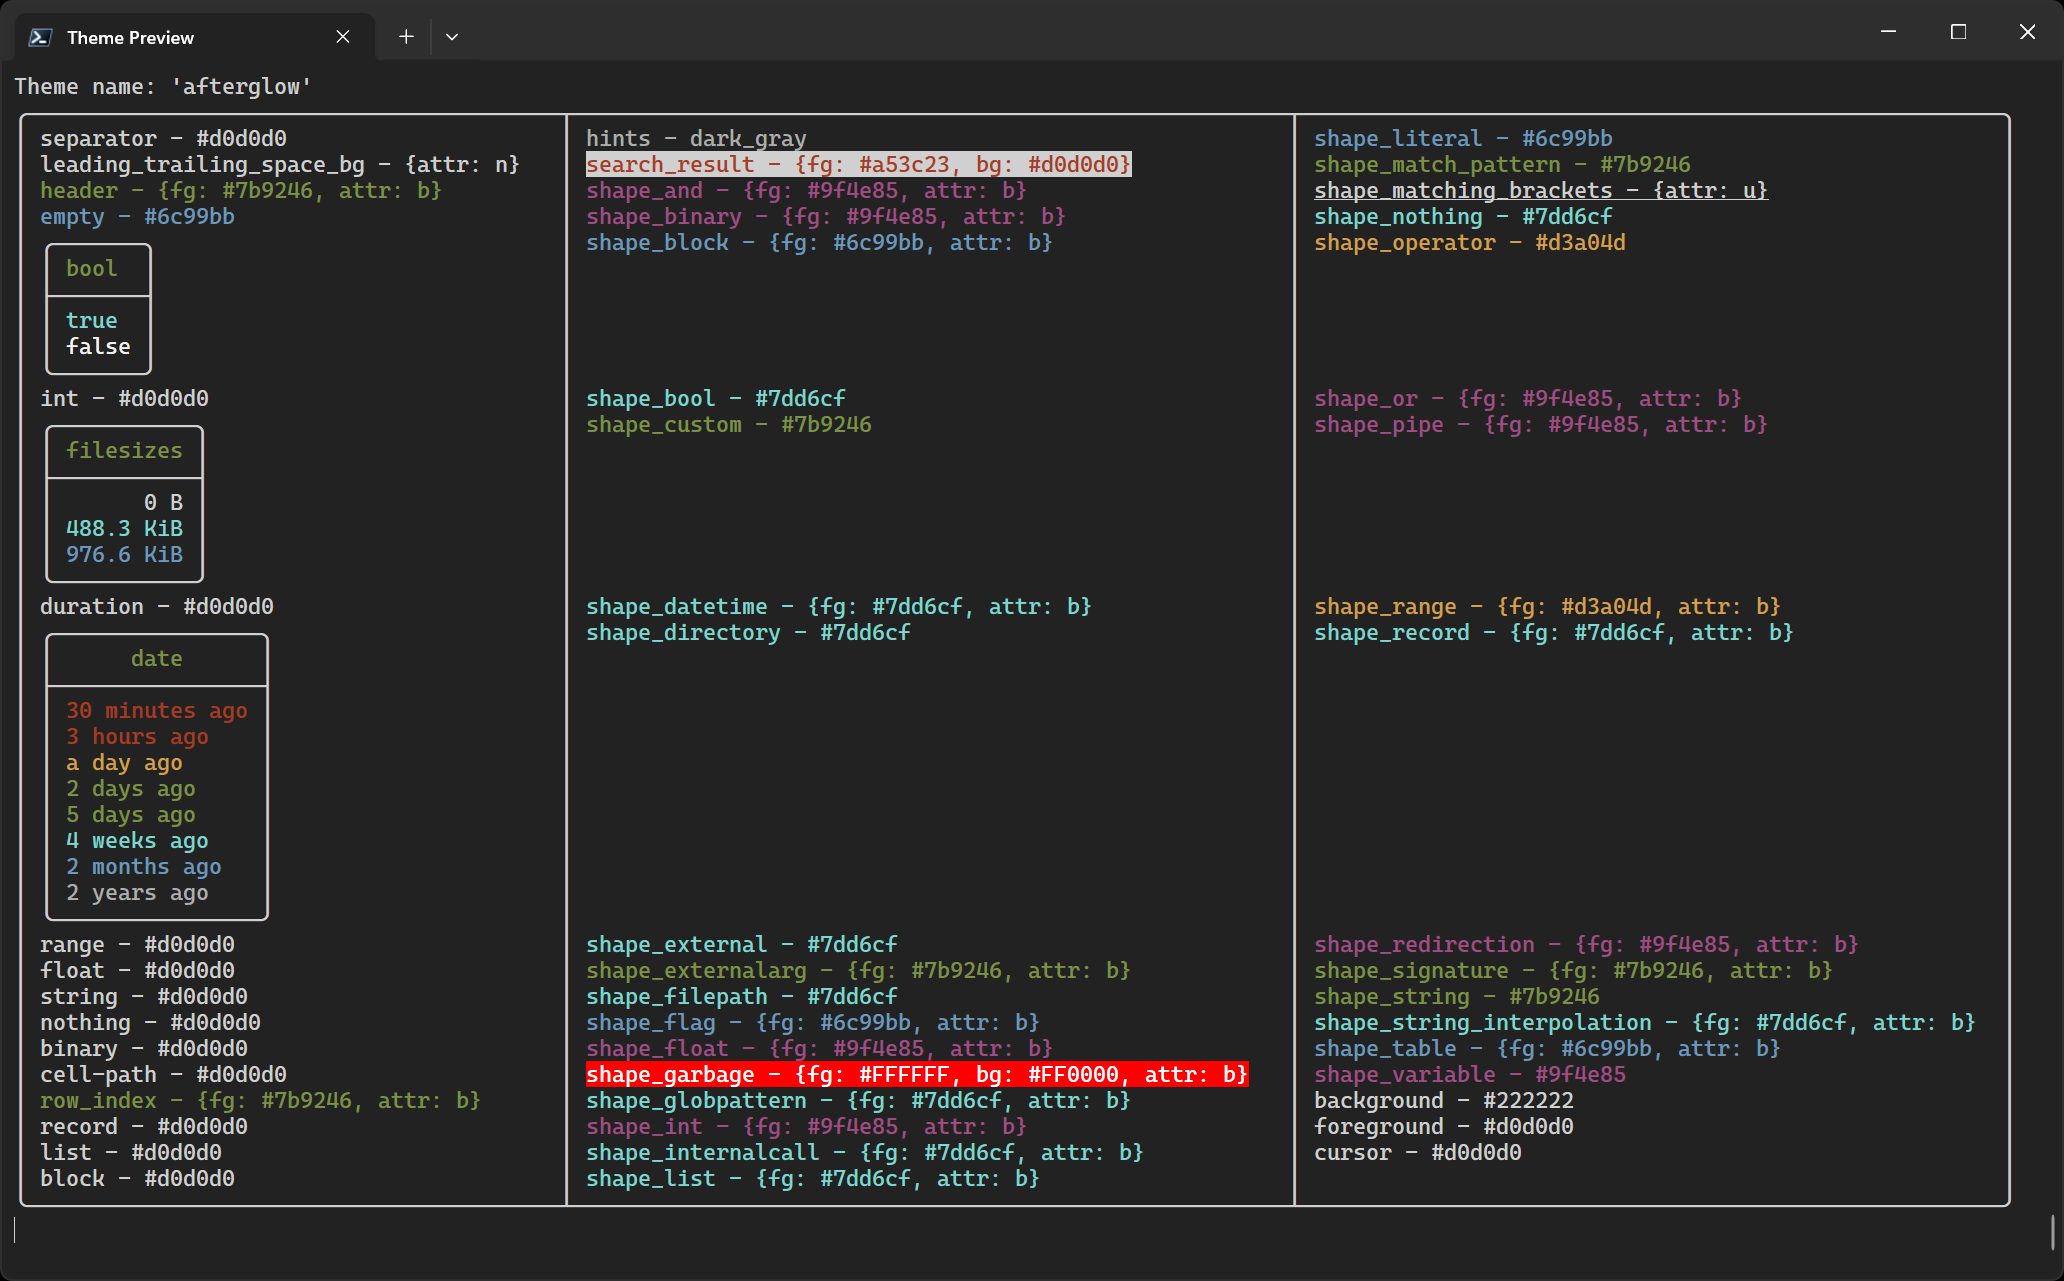 Theme Preview
Theme name: 'afterglow'
separator - #d0d0d0
leading_trailing_space_bg - {attr: n}
header - {fg: #7b9246, attr: b}
empty - #6c99bb
bool
true
false
int - #d0d0d0
filesizes
0 B
488.3 KiB
976.6 KiB
duration - #d0d0d0
date
30 minutes ago
3 hours ago
a day ago
2 days ago
5 days ago
4 weeks ago
2 months ago
2 years ago
range - #d0d0d0
float - #d0d0d0
string - #d0d0d0
nothing - #d0d0d0
binary - #d0d0d0
cell-path - #d0d0d0
row_index - {fg: #7b9246, attr: b}
record - #d0d0d0
list - #d0d0d0
block - #d0d0d0
hints - dark_gray
search_result - {fg: #a53c23, bg: #d0d0d0}
shape_and - {fg: #9f4e85, attr: b}
shape_binary - {fg: #9f4e85, attr: b}
shape_block - {fg: #6c99bb, attr: b}
shape_bool - #7dd6cf
shape_custom - #7b9246
shape_datetime - {fg: #7dd6cf, attr: b}
shape_directory - #7dd6cf
shape_external - #7dd6cf
shape_externalarg - {fg: #7b9246, attr: b}
shape_filepath - #7dd6cf
shape_flag - {fg: #6c99bb, attr: b}
shape_float - {fg: #9f4e85, attr: b}
shape_garbage - {fg: #FFFFFF, bg: #FF0000, attr: b}
shape_globpattern - {fg: #7dd6cf, attr: b}
shape_int - {fg: #9f4e85, attr: b}
shape_internalcall - {fg: #7dd6cf, attr: b}
shape_list - {fg: #7dd6cf, attr: b}
shape_literal - #6c99bb
shape_match_pattern - #7b9246
shape_matching_brackets - {attr: u}
shape_nothing - #7dd6cf
shape_operator - #d3a04d
shape_or - {fg: #9f4e85, attr: b}
shape_pipe - {fg: #9f4e85, attr: b}
shape_range - {fg: #d3a04d, attr: b}
shape_record - {fg: #7dd6cf, attr: b}
shape_redirection - {fg: #9f4e85, attr: b}
shape_signature - {fg: #7b9246, attr: b}
shape_string - #7b9246
shape_string_interpolation - {fg: #7dd6cf, attr: b}
shape_table - {fg: #6c99bb, attr: b}
shape_variable - #9f4e85
background - #222222
foreground - #d0d0d0
cursor - #d0d0d0